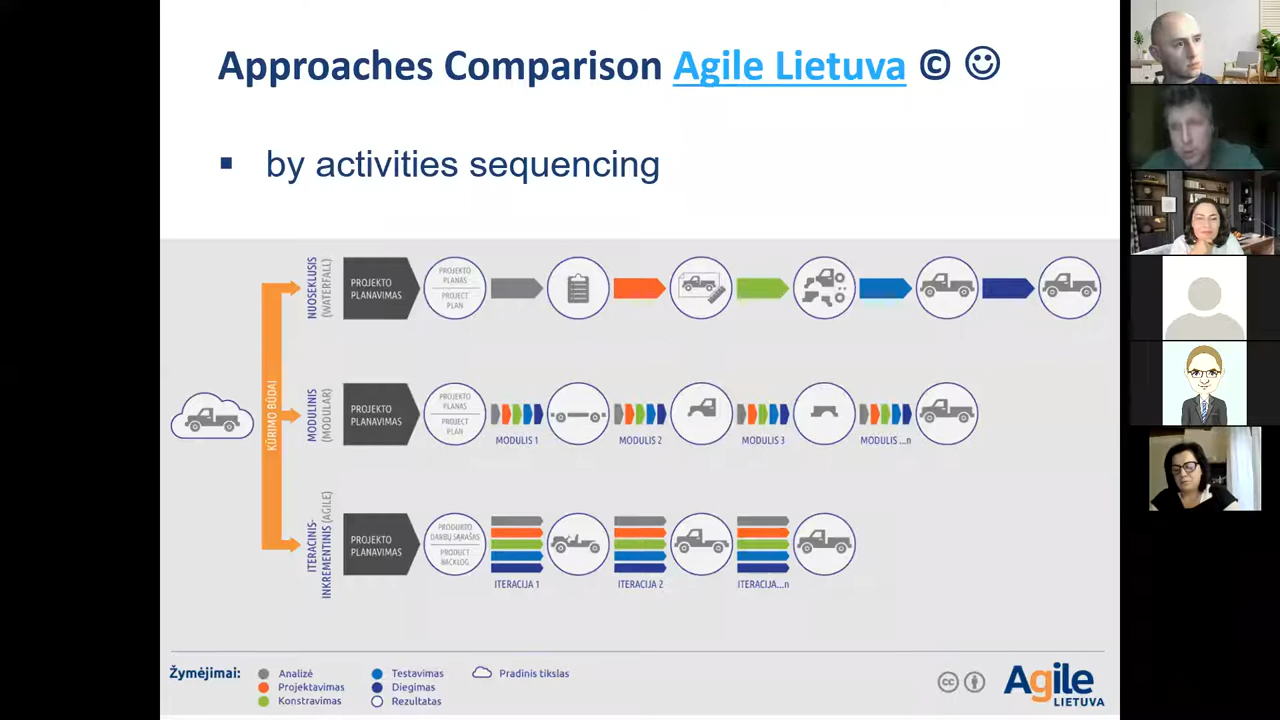 Approaches Comparison Agile Lietuva ©
▪ by activities sequencing
KŪRIMO BŪDAI
NUOSEKLUSIS
(WATERFALL)
PROJEKTO
PLANAVIMAS
PROJEKTO
PLANAS
PROJECT
PLAN
MODULINIS
(MODULAR)
PROJEKTO
PLANAVIMAS
PROJEKTO
PLANAS
PROJECT
PLAN
MODULIS 1
MODULIS 2
MODULIS 3
MODULIS ...n
ITERACINIS-
INKREMENTINIS (AGILE)
PROJEKTO
PLANAVIMAS
PRODUKTO
DARBŲ SĄRAŠAS
PRODUCT
BACKLOG
ITERACIJA 1
ITERACIJA 2
ITERACIJA...n
Žymėjimai:
Analizė
Projektavimas
Konstravimas
Testavimas
Diegimas
Rezultatas
Pradinis tikslas
cc
Agile
LIETUVA